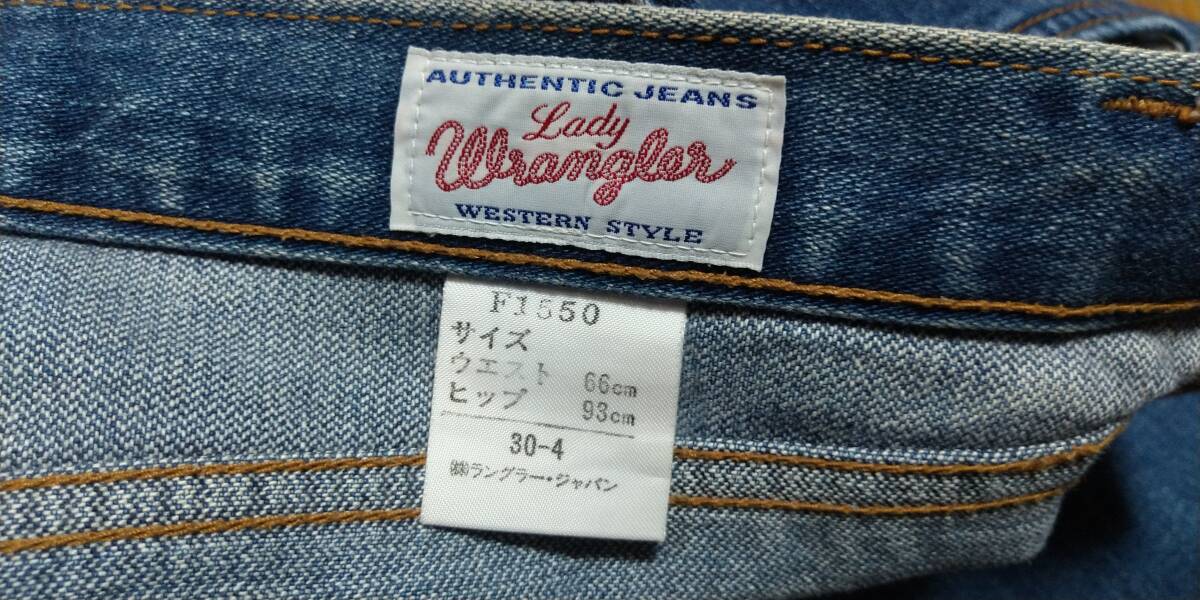 AUTHENTIC JEANS
Lady
Wrangler
WESTERN STYLE
F1550
サイズ
ウエスト 66cm
ヒップ 93cm
30-4
㈱ラングラー・ジャパン